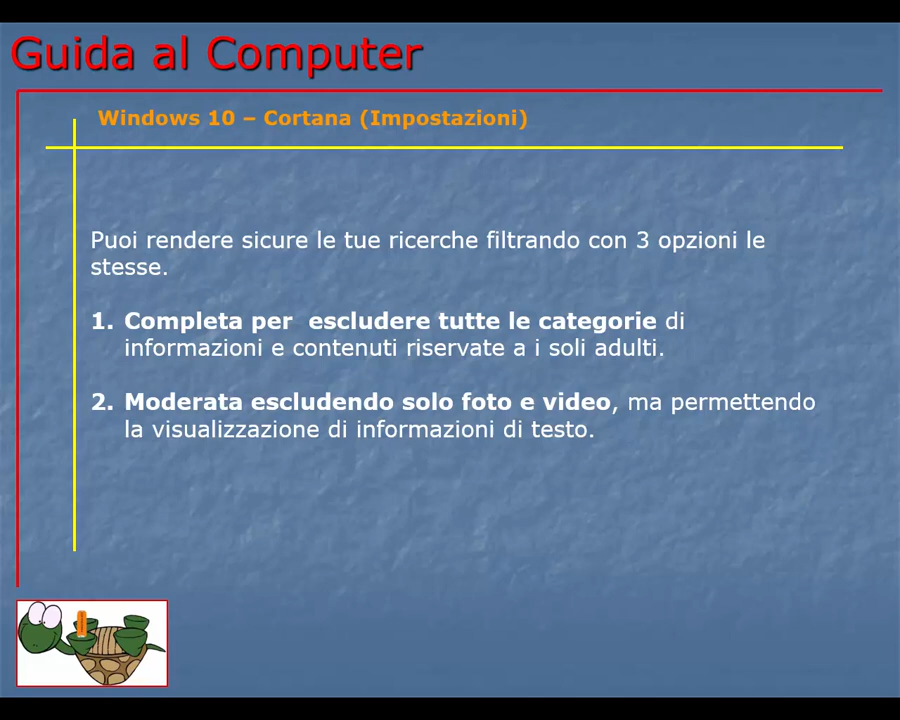 Guida al Computer
Windows 10 – Cortana (Impostazioni)
Puoi rendere sicure le tue ricerche filtrando con 3 opzioni le
stesse.
1. Completa per  escludere tutte le categorie di
informazioni e contenuti riservate a i soli adulti.
2. Moderata escludendo solo foto e video, ma permettendo
la visualizzazione di informazioni di testo.